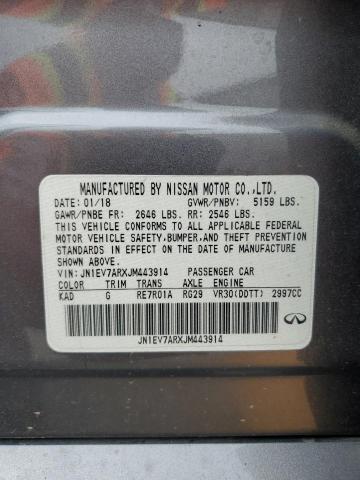 MANUFACTURED BY NISSAN MOTOR CO.,LTD.
DATE: 01/18 GVWR/PNBV: 5159 LBS.
GAWR/PNBE FR: 2646 LBS. RR: 2546 LBS.
THIS VEHICLE CONFORMS TO ALL APPLICABLE FEDERAL
MOTOR VEHICLE SAFETY,BUMPER,AND THEFT PREVENTION
STANDARDS IN EFFECT ON THE DATE OF MANUFACTURE
SHOWN ABOVE.
VIN: JN1EV7ARXJM443914 PASSENGER CAR
COLOR TRIM TRANS AXLE ENGINE
KAD G RE7R01A RG29 VR30(DDTT) 2997CC
INFINITI
JN1EV7ARXJM443914